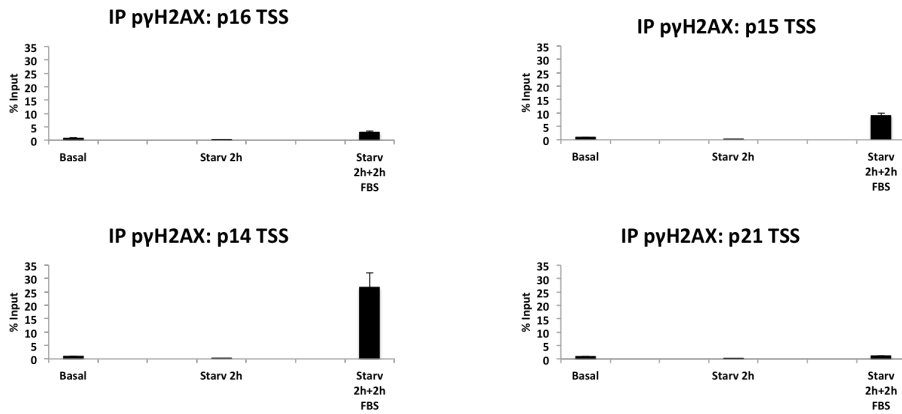 IP pγH2AX: p16 TSS
% Input
35
30
25
20
15
10
5
0
Basal
Starv 2h
Starv
2h+2h
FBS
IP pγH2AX: p15 TSS
% Input
35
30
25
20
15
10
5
0
Basal
Starv 2h
Starv
2h+2h
FBS
IP pγH2AX: p14 TSS
% Input
35
30
25
20
15
10
5
0
Basal
Starv 2h
Starv
2h+2h
FBS
IP pγH2AX: p21 TSS
% Input
35
30
25
20
15
10
5
0
Basal
Starv 2h
Starv
2h+2h
FBS